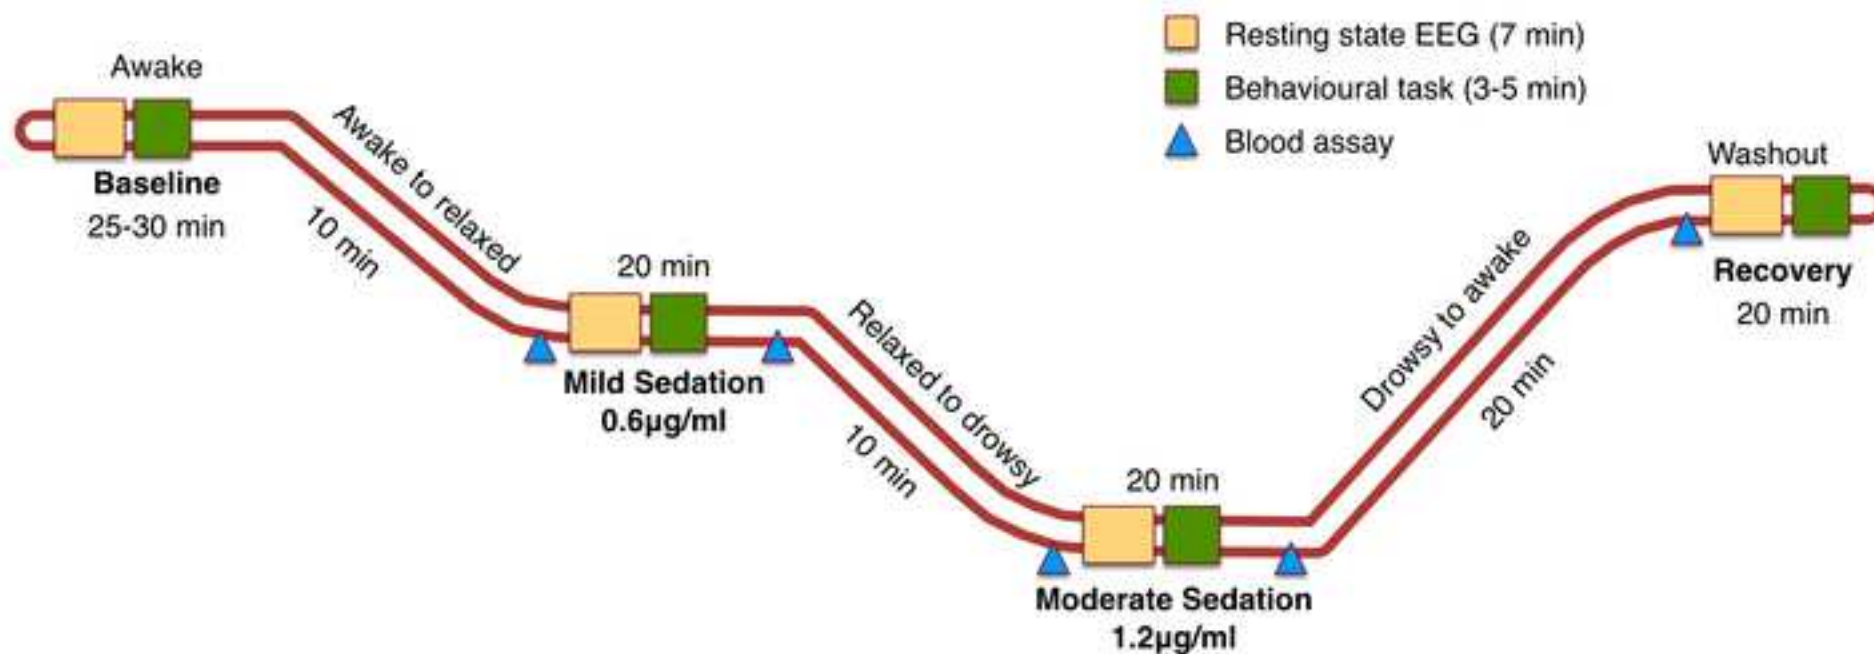 Resting state EEG (7 min)
Behavioural task (3-5 min)
Blood assay
Awake
Baseline
25-30 min
Awake to relaxed
10 min
20 min
Mild Sedation
0.6µg/ml
Relaxed to drowsy
10 min
20 min
Moderate Sedation
1.2µg/ml
Drowsy to awake
20 min
Washout
Recovery
20 min